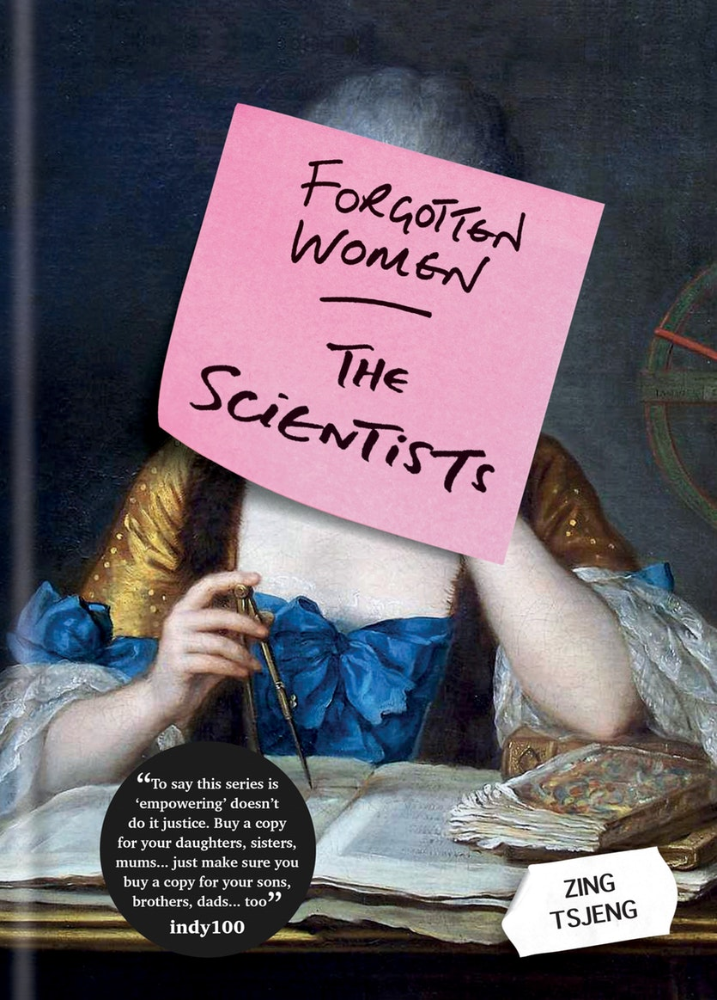 FORGOTTEN
WOMEN
THE
SCiENTiSTS
“To say this series is
‘empowering’ doesn’t
do it justice. Buy a copy
for your daughters, sisters,
mums... just make sure you
buy a copy for your sons,
brothers, dads... too”
indy100
ZING
TSJENG